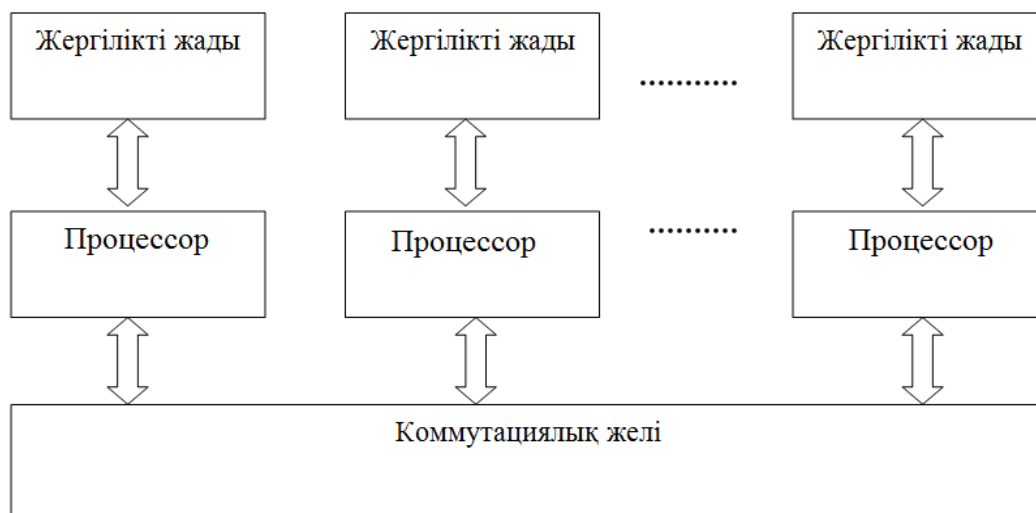 Жергілікті жады
Жергілікті жады
Жергілікті жады
Процессор
Процессор
Процессор
Коммутациялық желі